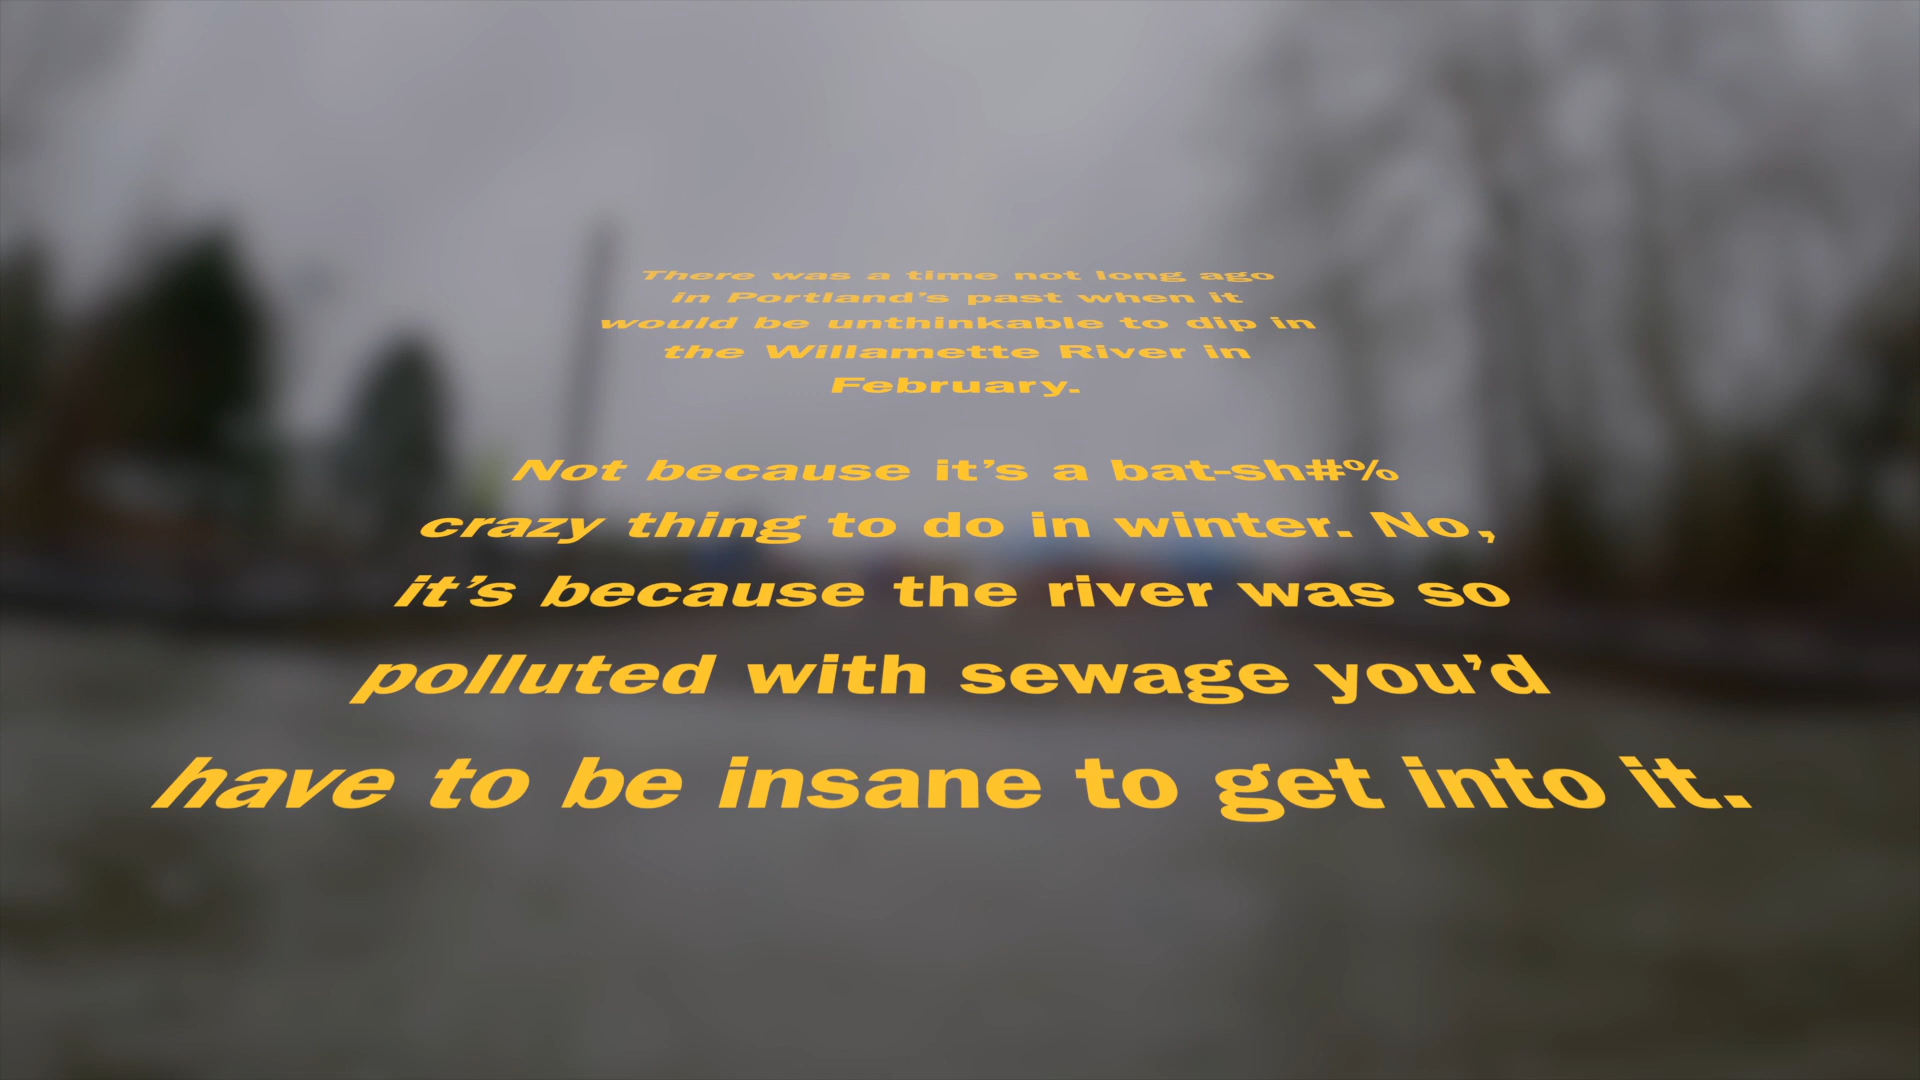 There was a time not long ago
in Portland’s past when it
would be unthinkable to dip in
the Willamette River in
February.
Not because it’s a bat-sh#%
crazy thing to do in winter. No,
it’s because the river was so
polluted with sewage you’d
have to be insane to get into it.